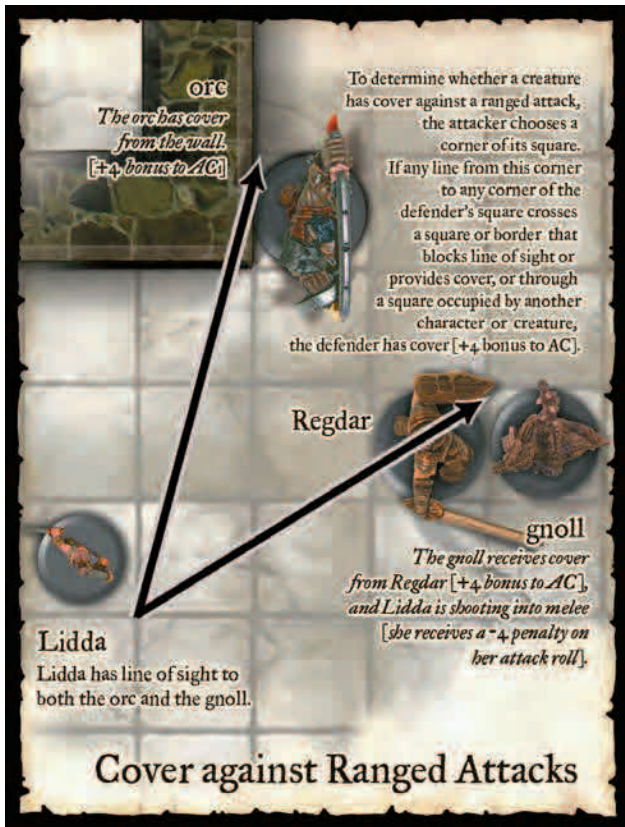 orc
The orc has cover
from the wall.
[+4 bonus to AC]
To determine whether a creature
has cover against a ranged attack,
the attacker chooses a
corner of its square.
If any line from this corner
to any corner of the
defender's square crosses
a square or border that
blocks line of sight or
provides cover, or through
a square occupied by another
character or creature,
the defender has cover [+4 bonus to AC].
Regdar
gnoll
The gnoll receives cover
from Regdar [+4 bonus to AC],
and Lidda is shooting into melee
[she receives a -4 penalty on
her attack roll].
Lidda
Lidda has line of sight to
both the orc and the gnoll.
Cover against Ranged Attacks